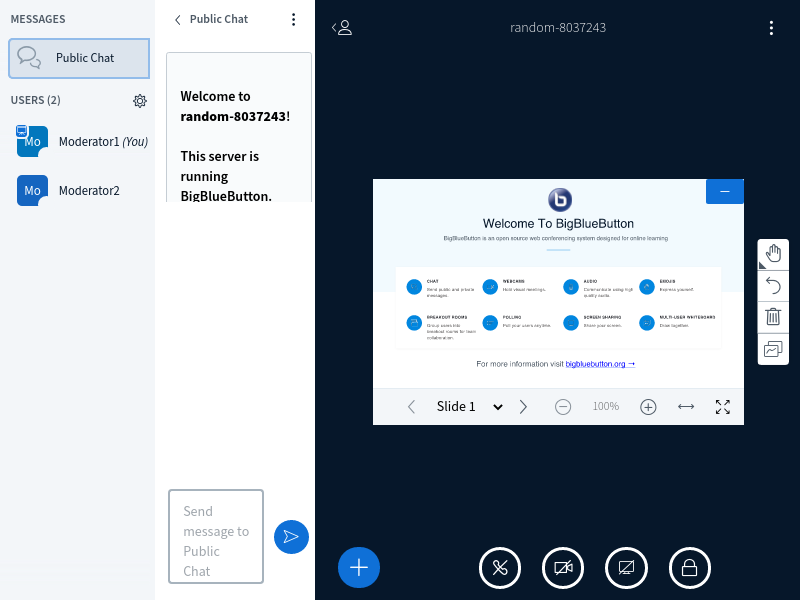 MESSAGES
Public Chat
USERS (2)
Mo
Moderator1 (You)
Mo
Moderator2
Public Chat
Welcome to
random-8037243!
This server is
running
BigBlueButton.
Send
message to
Public
Chat
random-8037243
b
Welcome To BigBlueButton
BigBlueButton is an open source web conferencing system designed for online learning
CHAT
Send public and private
messages.
WEBCAMS
Hold visual meetings.
AUDIO
Communicate using high
quality audio.
EMOJIS
Express yourself.
BREAKOUT ROOMS
Group users into
breakout rooms for team
collaboration.
POLLING
Poll your users anytime.
SCREEN SHARING
Share your screen.
MULTI-USER WHITEBOARD
Draw together.
For more information visit bigbluebutton.org →
Slide 1
100%